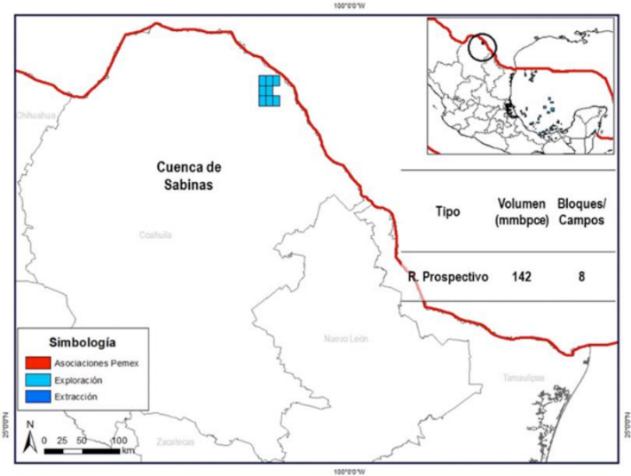 100°0'0"W
Chihuahua
Cuenca de
Sabinas
Coahuila
Tipo
Volumen
(mmbpce)
Bloques/
Campos
R. Prospectivo
142
8
Nuevo León
Tamaulipas
Zacatecas
Simbología
Asociaciones Pemex
Exploración
Extracción
N
0 25 50 100
km
25°0'0"N
25°0'0"N
100°0'0"W